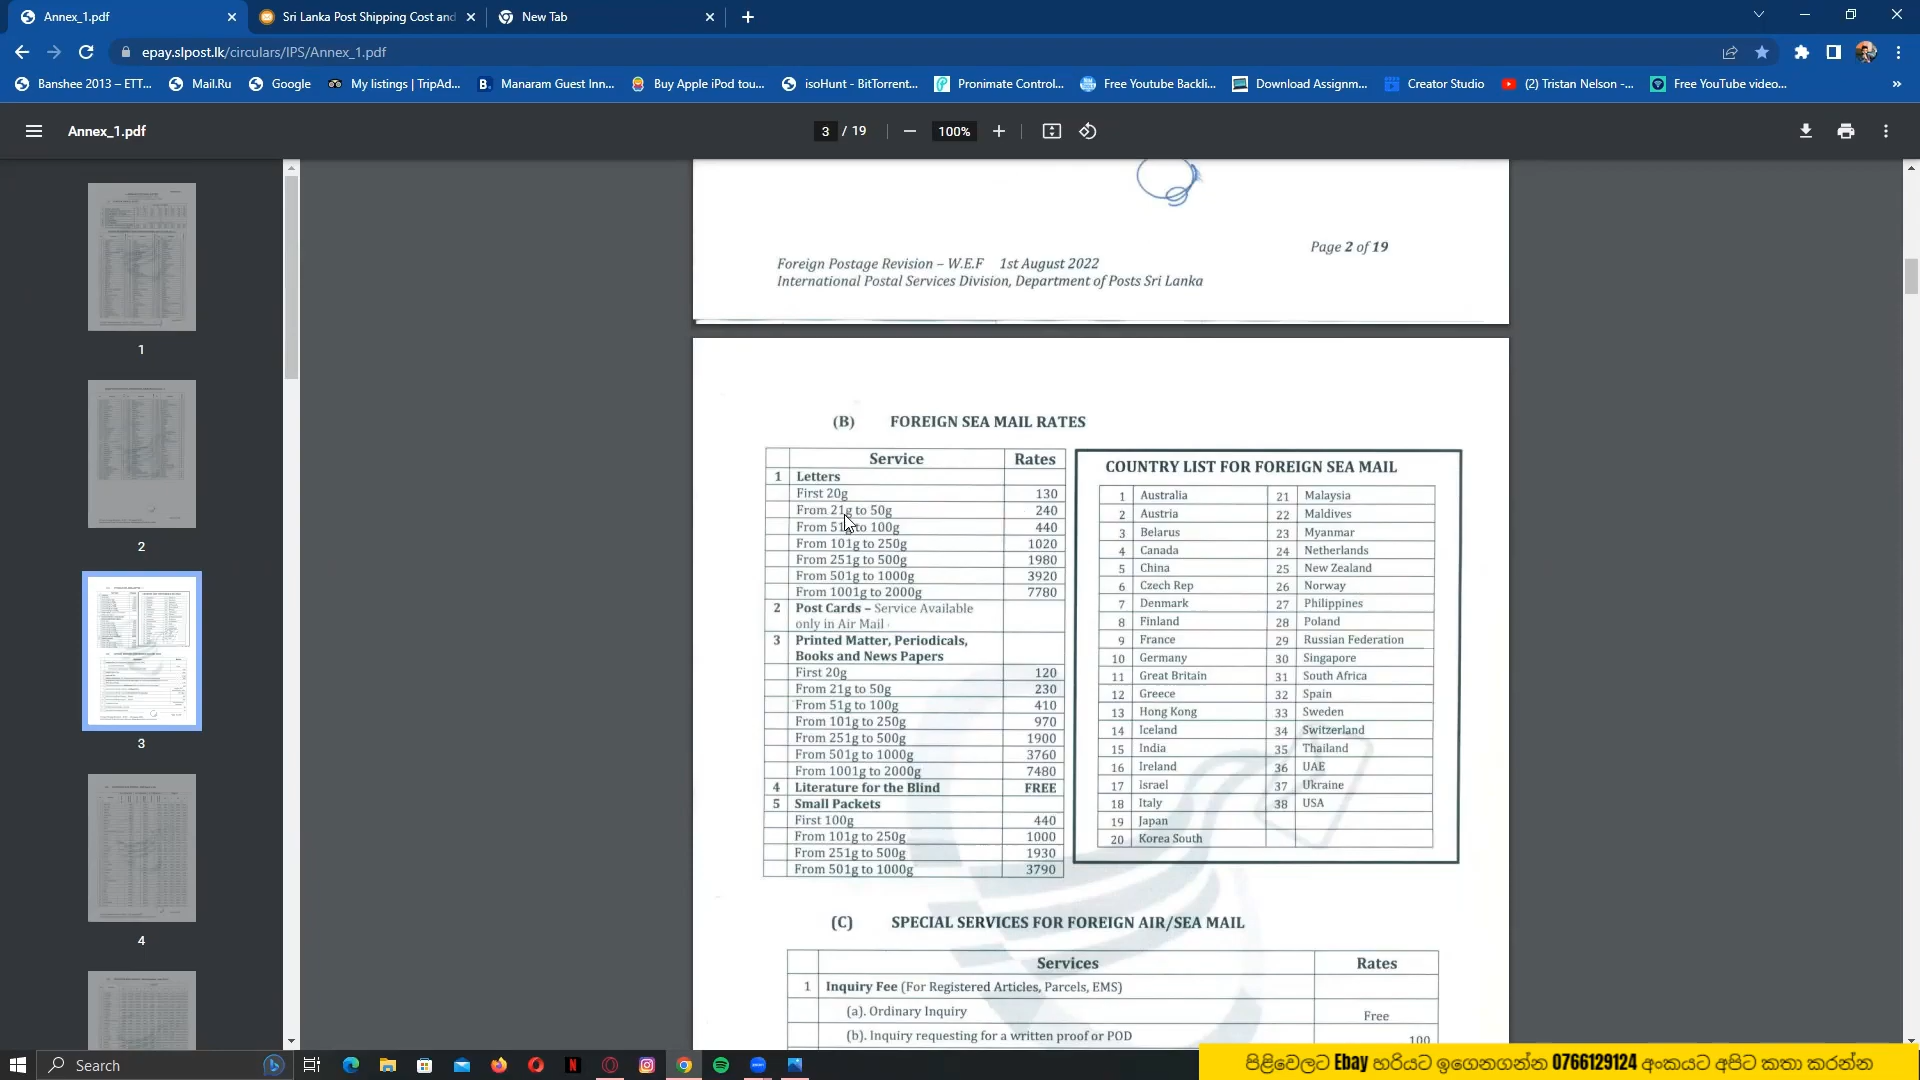 Annex_1.pdf
Sri Lanka Post Shipping Cost and
New Tab
epay.slpost.lk/circulars/IPS/Annex_1.pdf
Banshee 2013 – ETT...
Mail.Ru
Google
My listings | TripAd...
Manaram Guest Inn...
Buy Apple iPod tou...
isoHunt - BitTorrent...
Pronimate Control...
Free Youtube Backli...
Download Assignm...
Creator Studio
(2) Tristan Nelson -...
Free YouTube video...
Annex_1.pdf
3 / 19
100%
1
2
3
4
Page 2 of 19
Foreign Postage Revision – W.E.F 1st August 2022
International Postal Services Division, Department of Posts Sri Lanka
(B) FOREIGN SEA MAIL RATES
Service Rates
1 Letters
First 20g 130
From 21g to 50g 240
From 51g to 100g 440
From 101g to 250g 1020
From 251g to 500g 1980
From 501g to 1000g 3920
From 1001g to 2000g 7780
2 Post Cards – Service Available
only in Air Mail
3 Printed Matter, Periodicals,
Books and News Papers
First 20g 120
From 21g to 50g 230
From 51g to 100g 410
From 101g to 250g 970
From 251g to 500g 1900
From 501g to 1000g 3760
From 1001g to 2000g 7480
4 Literature for the Blind FREE
5 Small Packets
First 100g 440
From 101g to 250g 1000
From 251g to 500g 1930
From 501g to 1000g 3790
COUNTRY LIST FOR FOREIGN SEA MAIL
1 Australia 21 Malaysia
2 Austria 22 Maldives
3 Belarus 23 Myanmar
4 Canada 24 Netherlands
5 China 25 New Zealand
6 Czech Rep 26 Norway
7 Denmark 27 Philippines
8 Finland 28 Poland
9 France 29 Russian Federation
10 Germany 30 Singapore
11 Great Britain 31 South Africa
12 Greece 32 Spain
13 Hong Kong 33 Sweden
14 Iceland 34 Switzerland
15 India 35 Thailand
16 Ireland 36 UAE
17 Israel 37 Ukraine
18 Italy 38 USA
19 Japan
20 Korea South
(C) SPECIAL SERVICES FOR FOREIGN AIR/SEA MAIL
Services Rates
1 Inquiry Fee (For Registered Articles, Parcels, EMS)
(a). Ordinary Inquiry Free
(b). Inquiry requesting for a written proof or POD 100
Search
පිළිවෙලට Ebay හරියට ඉගෙනගන්න 0766129124 අංකයට අපිට කතා කරන්න